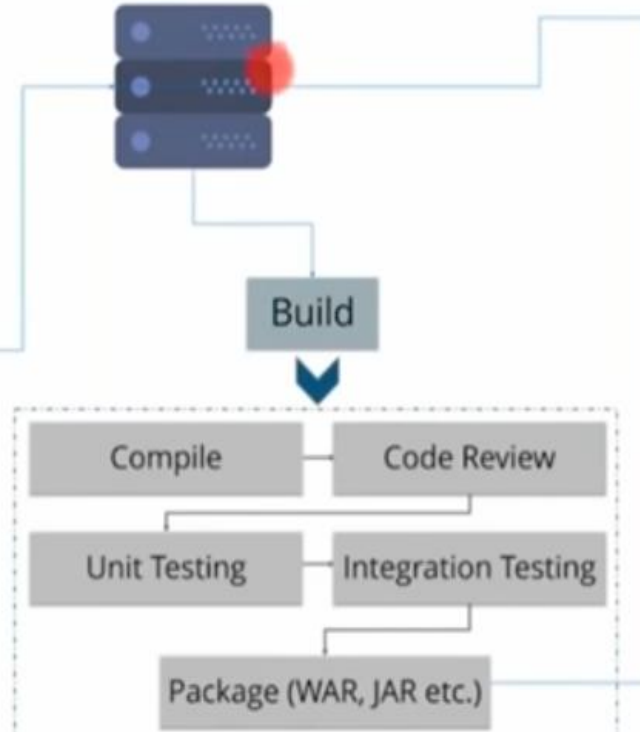 Build
Compile
Code Review
Unit Testing
Integration Testing
Package (WAR, JAR etc.)